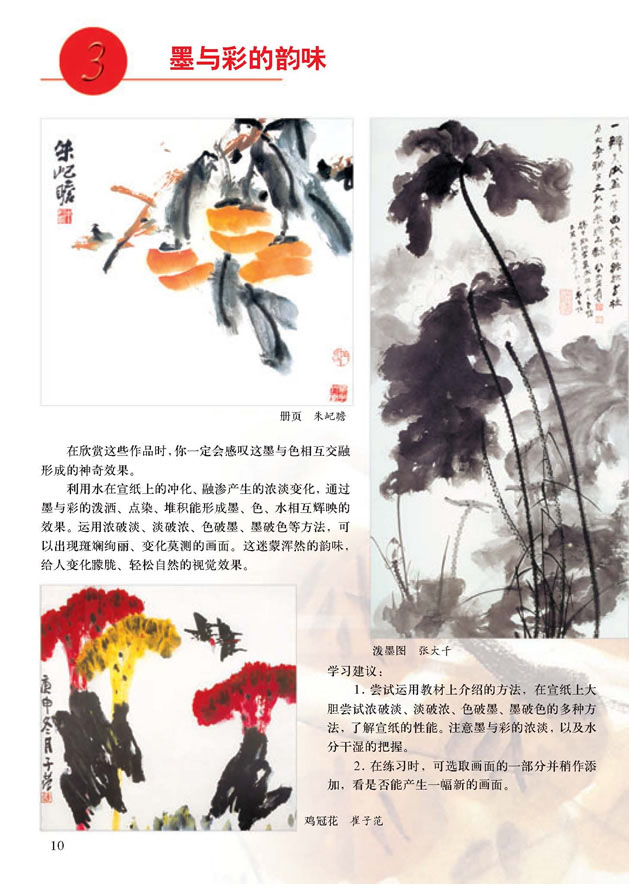 3
墨与彩的韵味
朱屺瞻
册页 朱屺瞻
在欣赏这些作品时，你一定会感叹这墨与色相互交融
形成的神奇效果。
利用水在宣纸上的冲化、融渗产生的浓淡变化，通过
墨与彩的泼洒、点染、堆积能形成墨、色、水相互辉映的
效果。运用浓破淡、淡破浓、色破墨、墨破色等方法，可
以出现斑斓绚丽、变化莫测的画面。这迷蒙浑然的韵味，
给人变化朦胧、轻松自然的视觉效果。
泼墨图 张大千
学习建议：
1. 尝试运用教材上介绍的方法，在宣纸上大
胆尝试浓破淡、淡破浓、色破墨、墨破色的多种方
法，了解宣纸的性能。注意墨与彩的浓淡，以及水
分干湿的把握。
2. 在练习时，可选取画面的一部分并稍作添
加，看是否能产生一幅新的画面。
庚申冬月子范
鸡冠花 崔子范
10